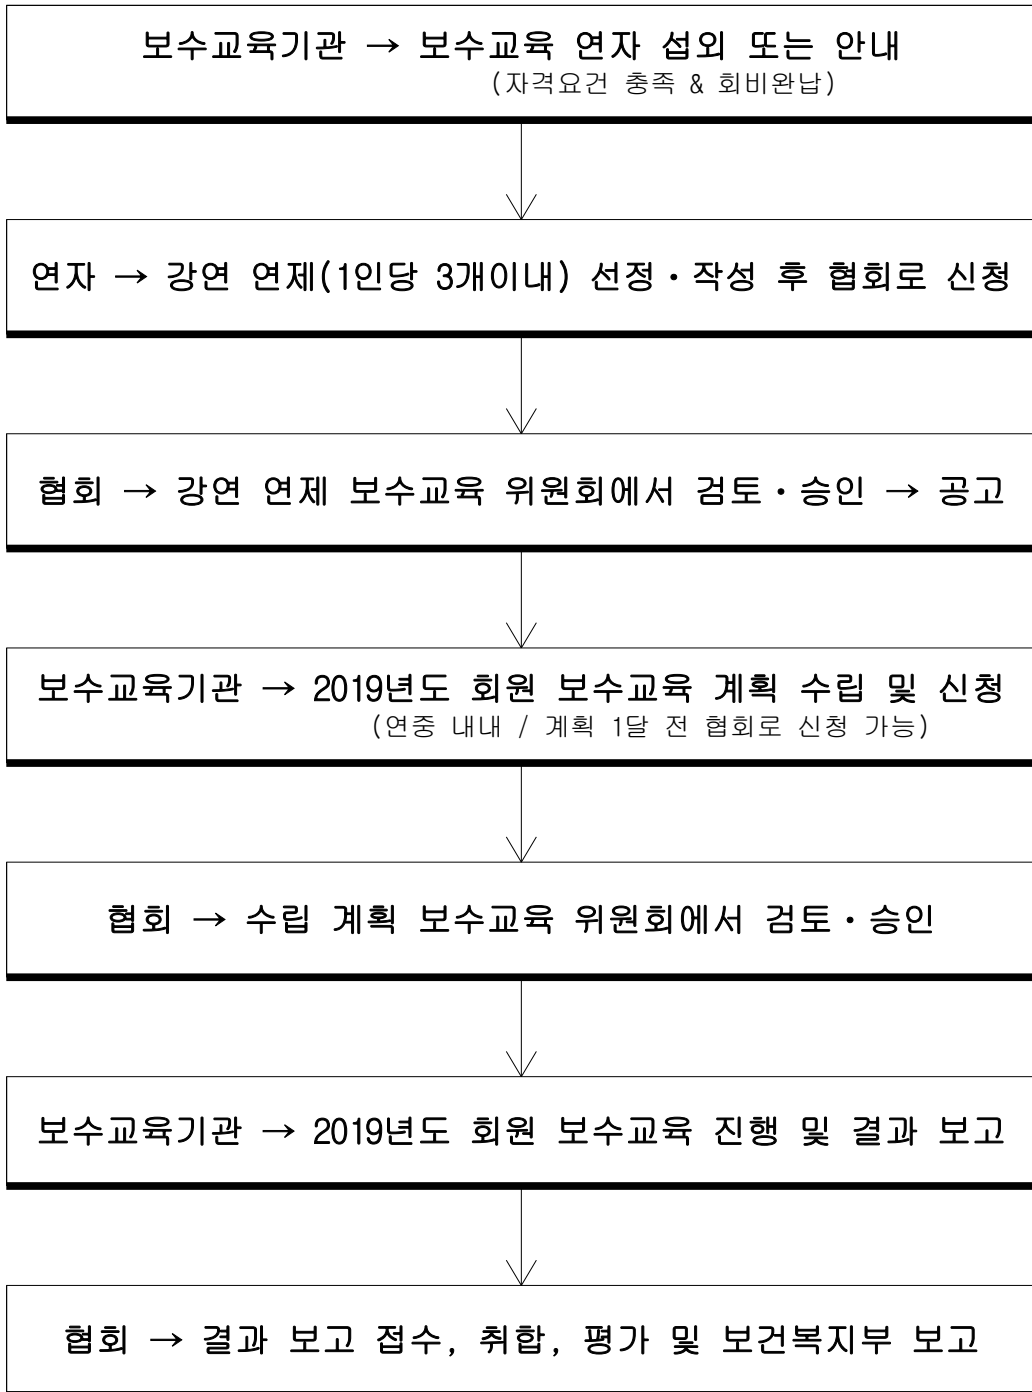 보수교육기관 → 보수교육 연자 섭외 또는 안내
(자격요건 충족 & 회비완납)
연자 → 강연 연제(1인당 3개이내) 선정·작성 후 협회로 신청
협회 → 강연 연제 보수교육 위원회에서 검토·승인 → 공고
보수교육기관 → 2019년도 회원 보수교육 계획 수립 및 신청
(연중 내내 / 계획 1달 전 협회로 신청 가능)
협회 → 수립 계획 보수교육 위원회에서 검토·승인
보수교육기관 → 2019년도 회원 보수교육 진행 및 결과 보고
협회 → 결과 보고 접수, 취합, 평가 및 보건복지부 보고